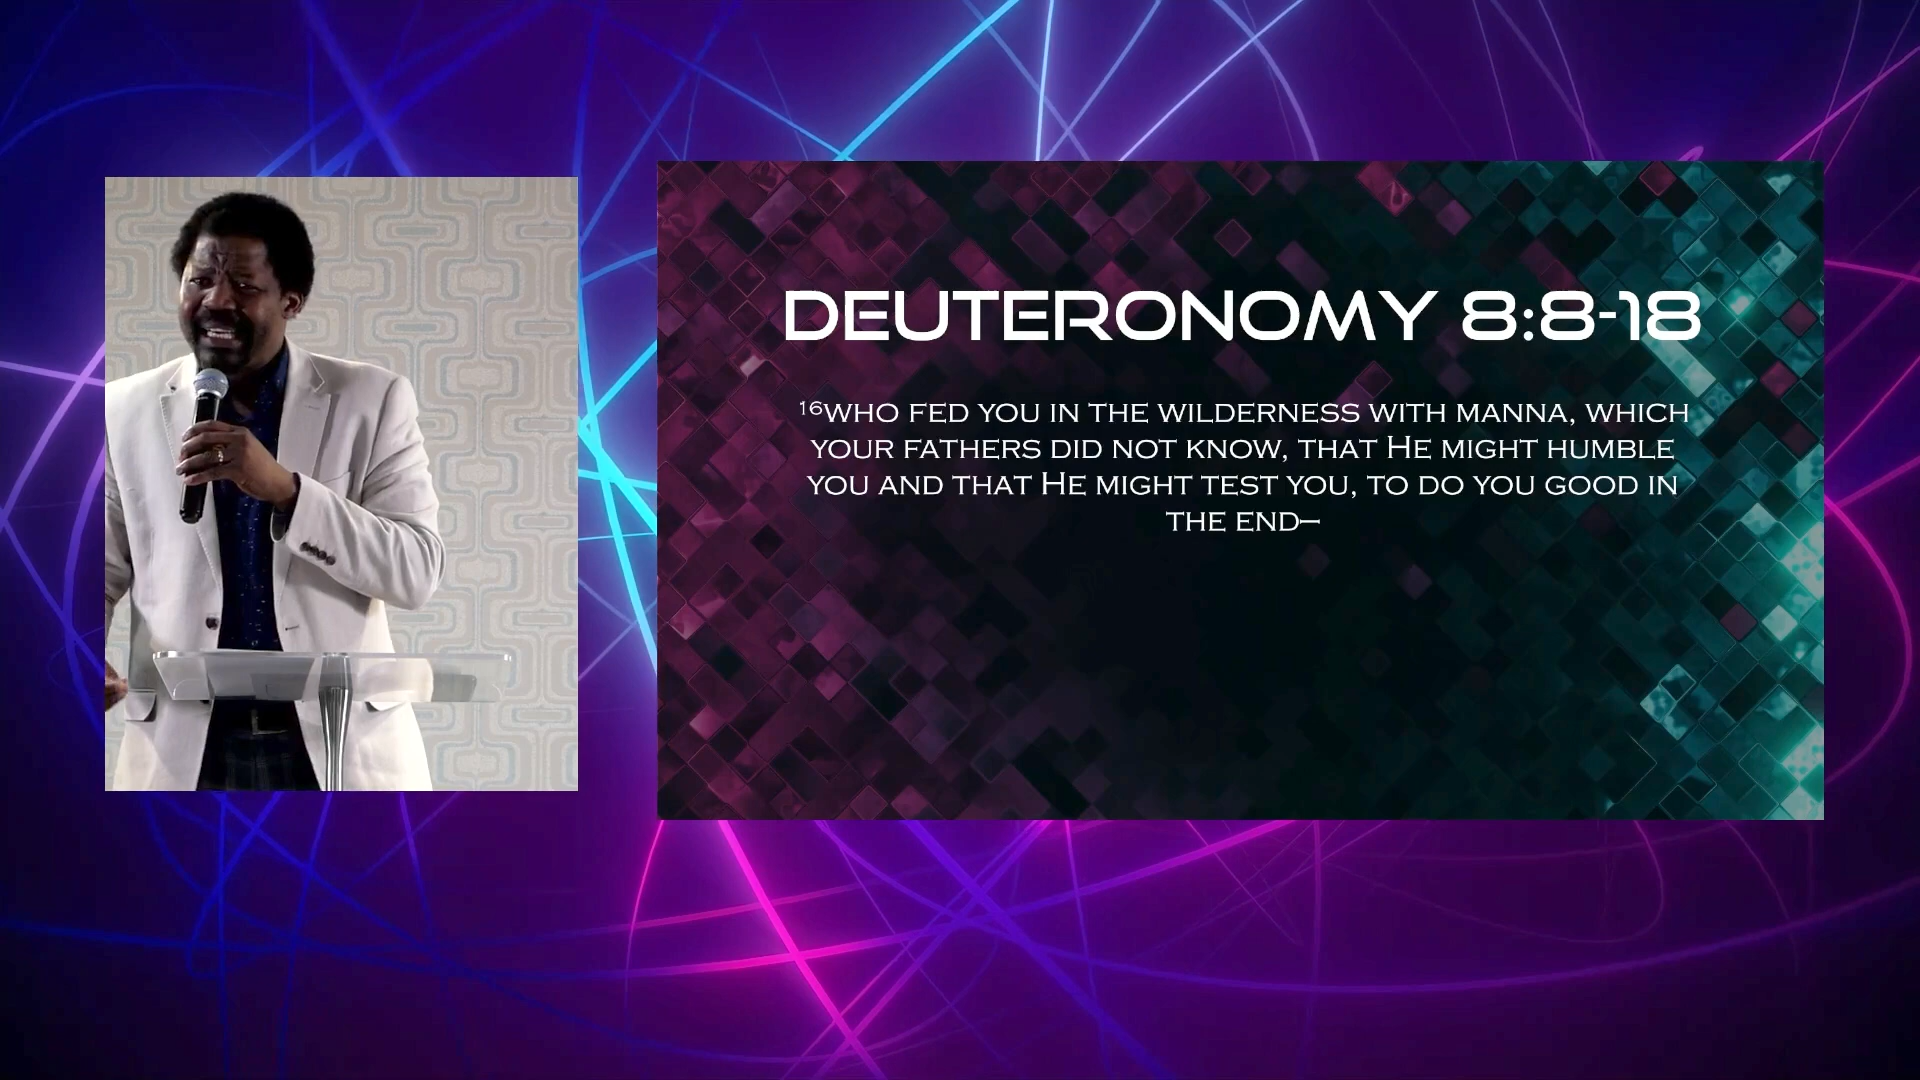 DEUTERONOMY 8:8-18
¹⁶WHO FED YOU IN THE WILDERNESS WITH MANNA, WHICH
YOUR FATHERS DID NOT KNOW, THAT HE MIGHT HUMBLE
YOU AND THAT HE MIGHT TEST YOU, TO DO YOU GOOD IN
THE END—